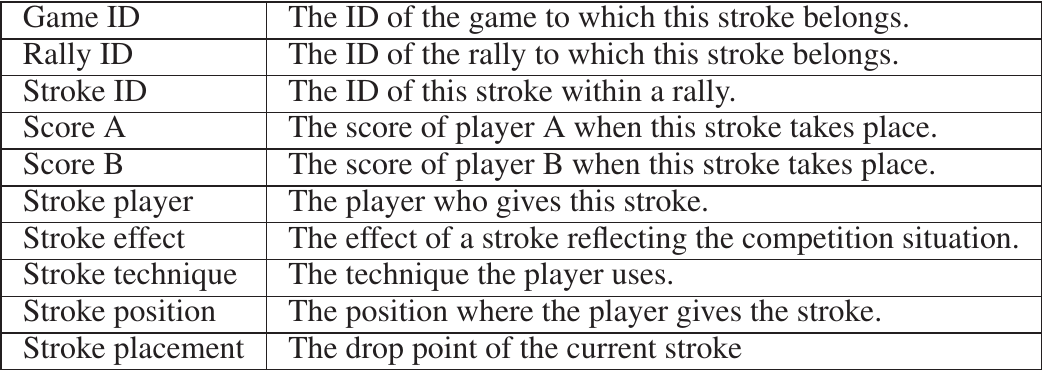 Game ID The ID of the game to which this stroke belongs.
Rally ID The ID of the rally to which this stroke belongs.
Stroke ID The ID of this stroke within a rally.
Score A The score of player A when this stroke takes place.
Score B The score of player B when this stroke takes place.
Stroke player The player who gives this stroke.
Stroke effect The effect of a stroke reflecting the competition situation.
Stroke technique The technique the player uses.
Stroke position The position where the player gives the stroke.
Stroke placement The drop point of the current stroke